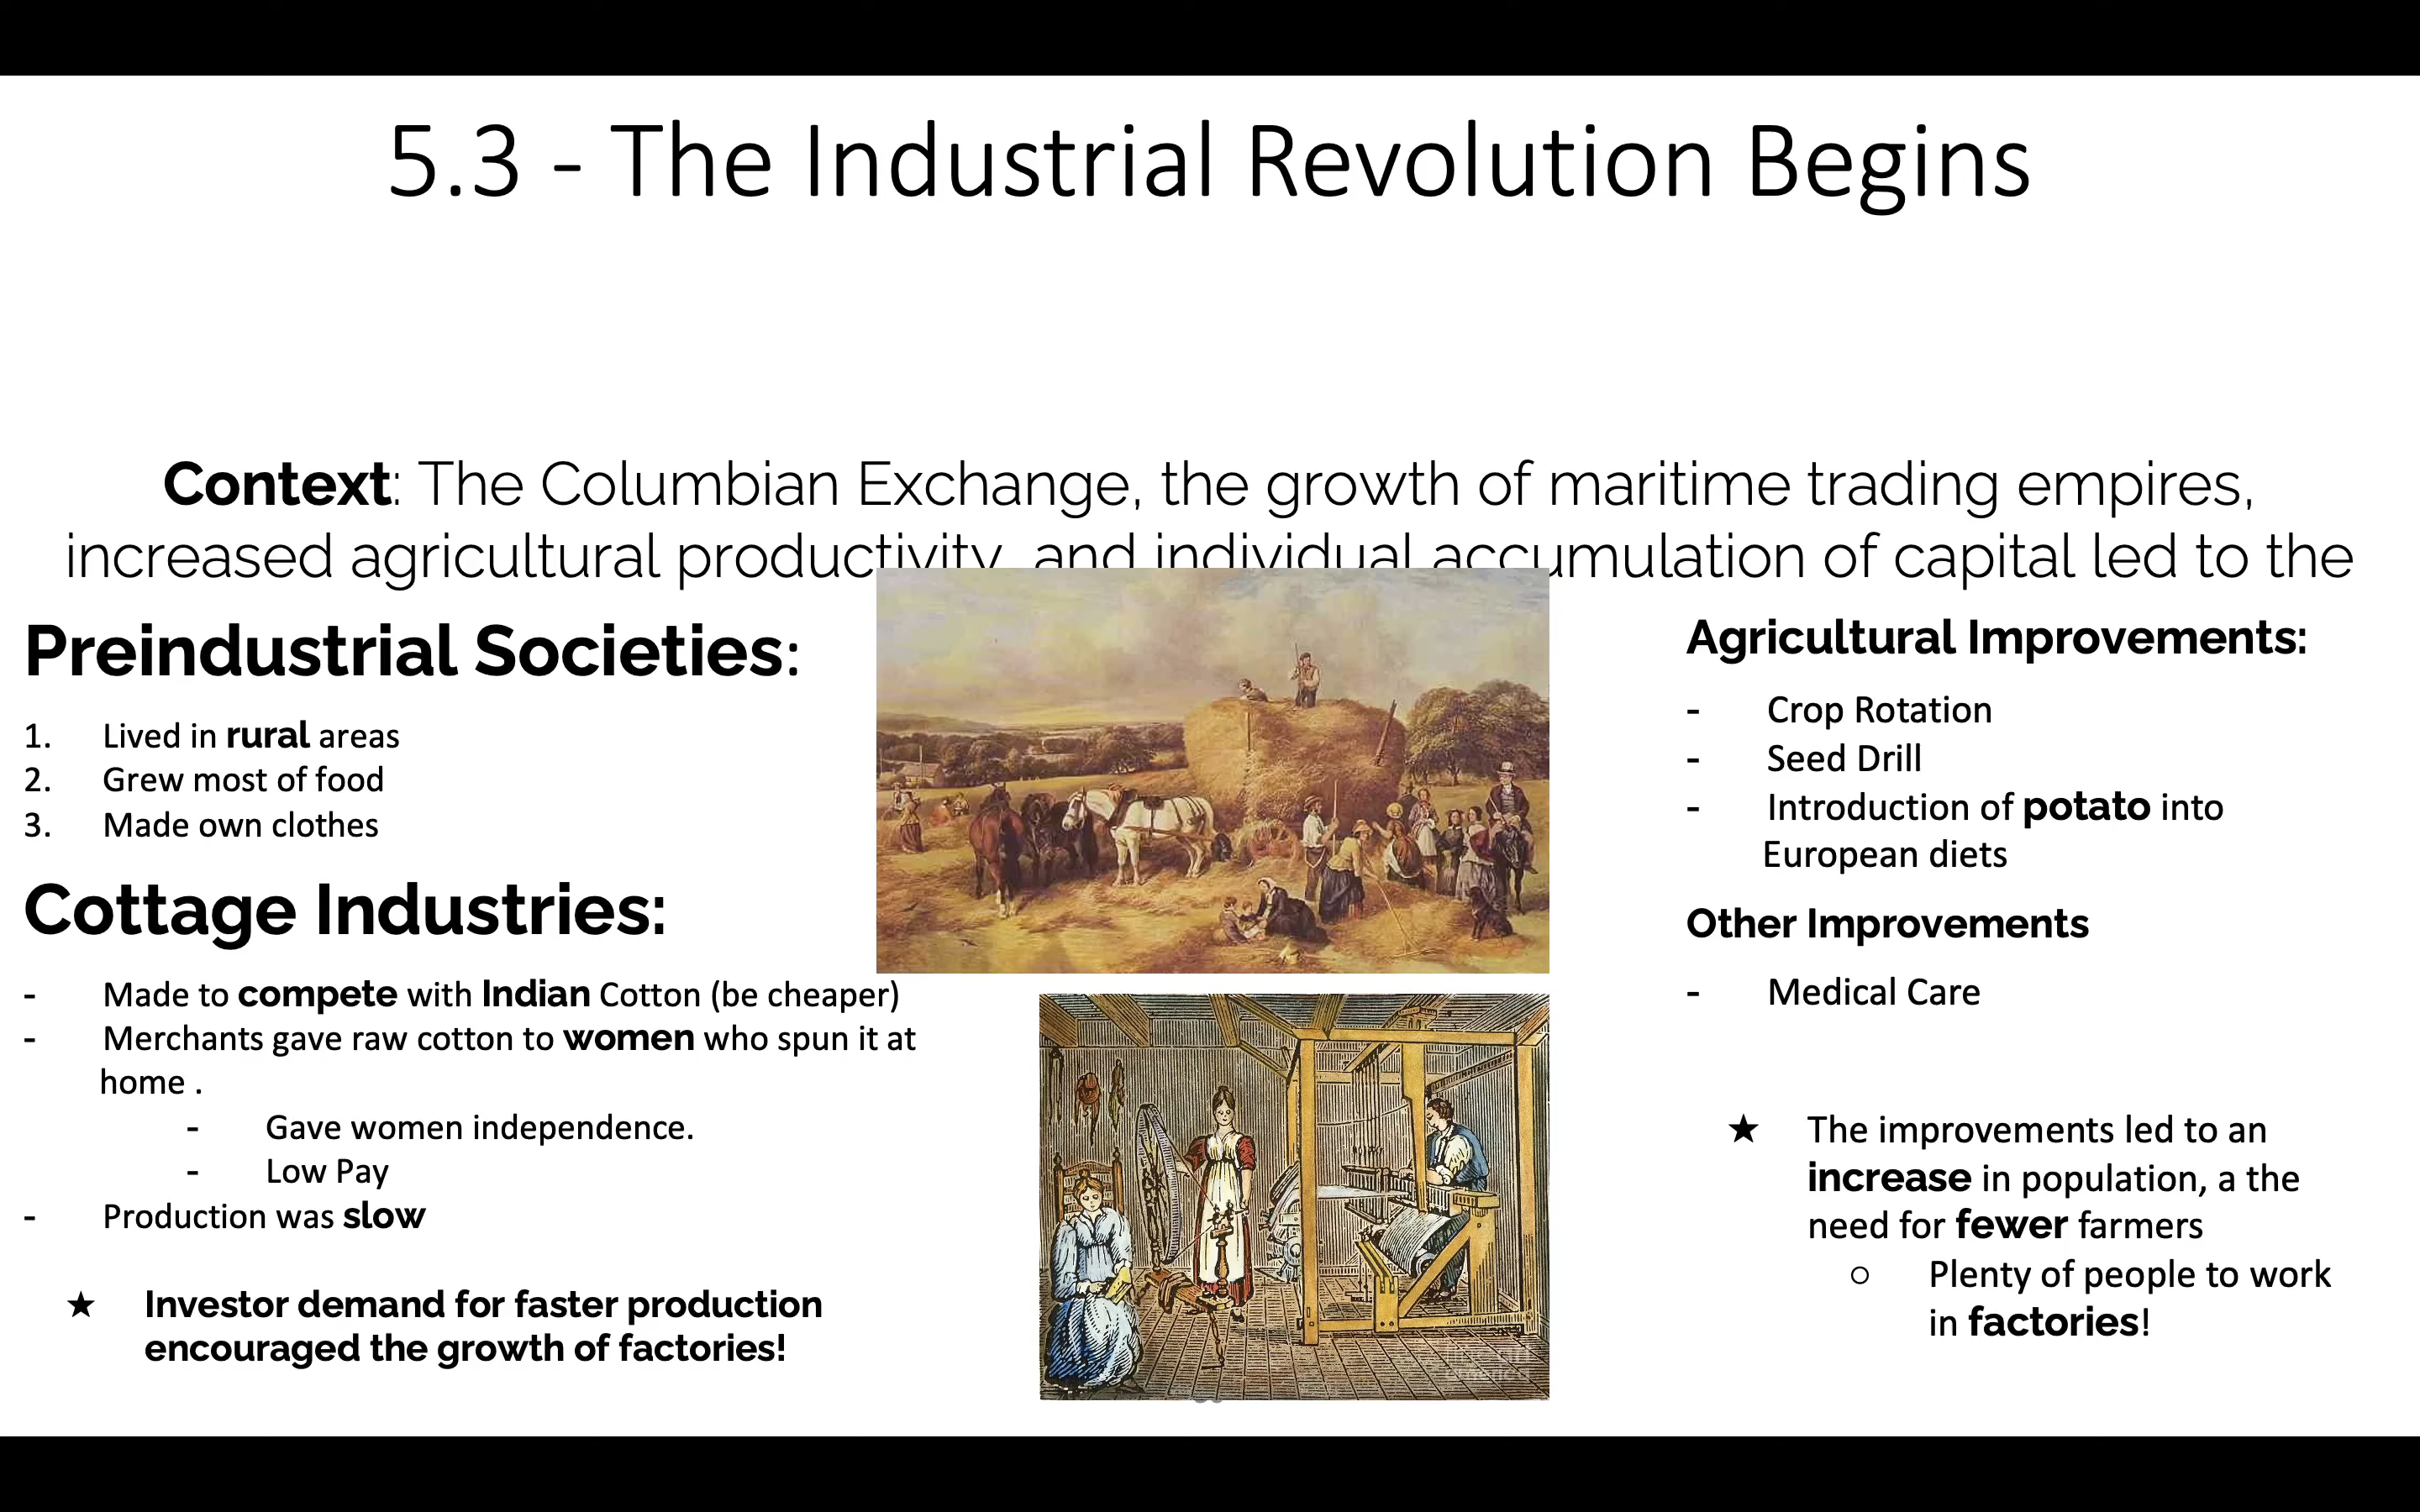 5.3 - The Industrial Revolution Begins
Context: The Columbian Exchange, the growth of maritime trading empires,
increased agricultural productivity, and individual accumulation of capital led to the
Preindustrial Societies:
1. Lived in rural areas
2. Grew most of food
3. Made own clothes
Cottage Industries:
- Made to compete with Indian Cotton (be cheaper)
- Merchants gave raw cotton to women who spun it at
home .
- Gave women independence.
- Low Pay
- Production was slow
★ Investor demand for faster production
encouraged the growth of factories!
Agricultural Improvements:
- Crop Rotation
- Seed Drill
- Introduction of potato into
European diets
Other Improvements
- Medical Care
★ The improvements led to an
increase in population, a the
need for fewer farmers
○ Plenty of people to work
in factories!